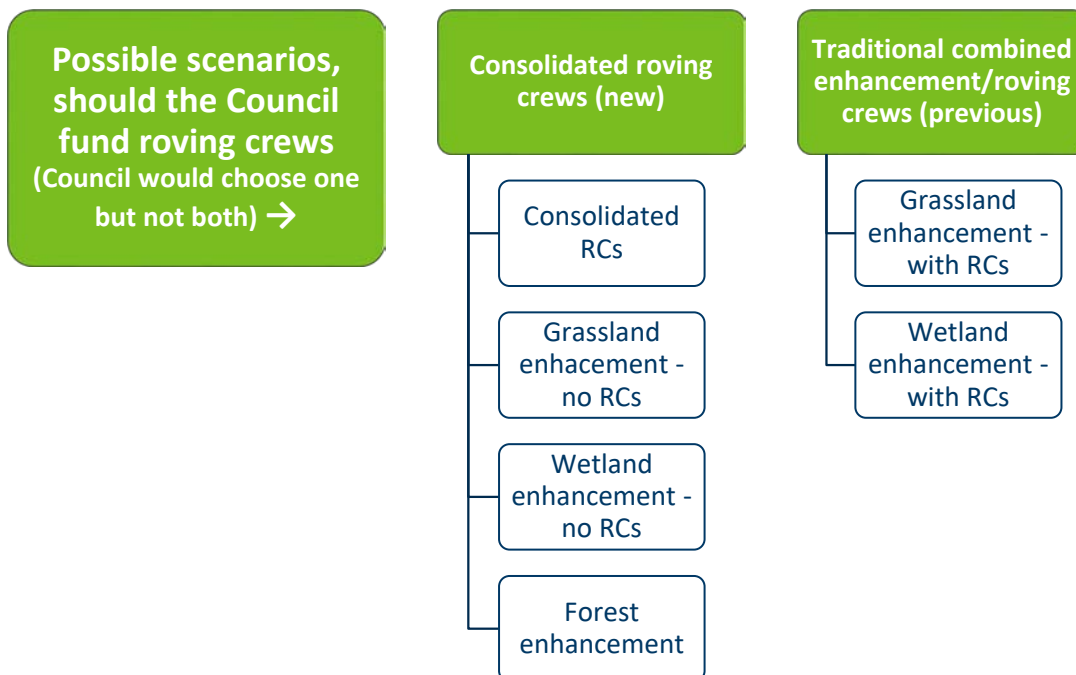 Possible scenarios,
should the Council
fund roving crews
(Council would choose one
but not both) →
Consolidated roving
crews (new)
Consolidated
RCs
Grassland
enhacement -
no RCs
Wetland
enhancement -
no RCs
Forest
enhancement
Traditional combined
enhancement/roving
crews (previous)
Grassland
enhancement -
with RCs
Wetland
enhancement -
with RCs